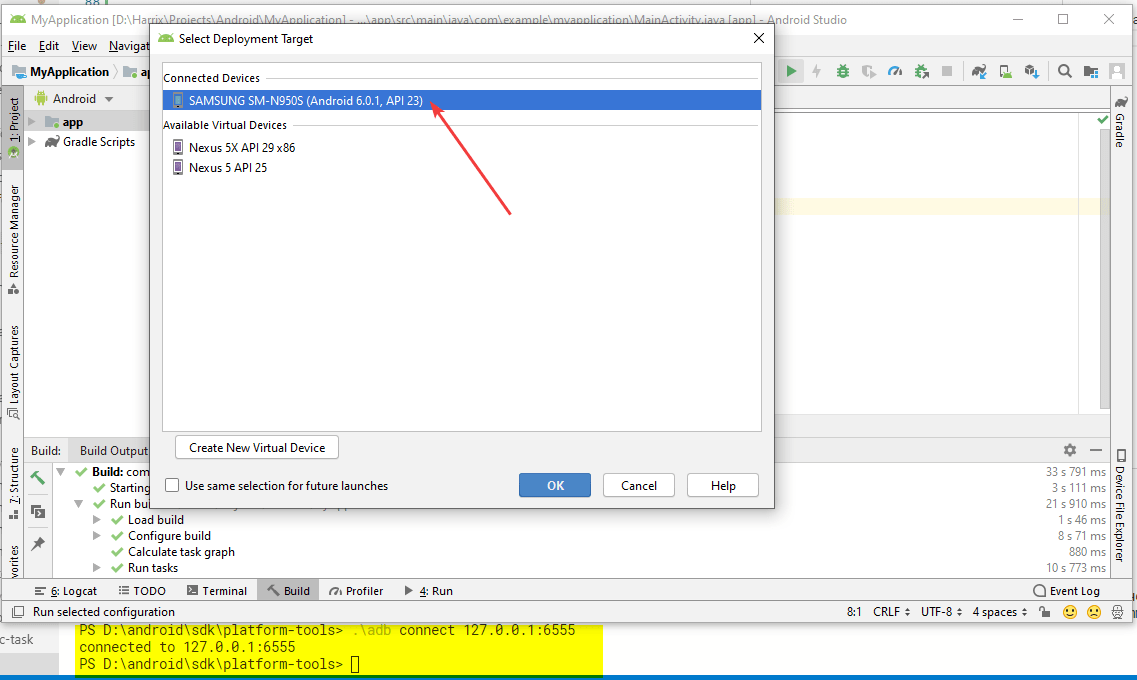 88
MyApplication [D:\Harrix\Projects\Android\MyApplication] - ...\app\src\main\java\com\example\myapplication\MainActivity.java [app] - Android Studio
File Edit View Navigat
Select Deployment Target
MyApplication
Android
app
Gradle Scripts
Connected Devices
SAMSUNG SM-N950S (Android 6.0.1, API 23)
Available Virtual Devices
Nexus 5X API 29 x86
Nexus 5 API 25
Create New Virtual Device
Use same selection for future launches
OK Cancel Help
1: Project
Resource Manager
Layout Captures
7: Structure
vorites
Gradle
Device File Explorer
Build: Build Output
Build: com 33 s 791 ms
Starting 3 s 111 ms
Run bui 21 s 910 ms
Load build 1 s 46 ms
Configure build 8 s 71 ms
Calculate task graph 880 ms
Run tasks 10 s 773 ms
6: Logcat TODO Terminal Build Profiler 4: Run Event Log
Run selected configuration 8:1 CRLF UTF-8 4 spaces
c-task
PS D:\android\sdk\platform-tools> .\adb connect 127.0.0.1:6555
connected to 127.0.0.1:6555
PS D:\android\sdk\platform-tools>